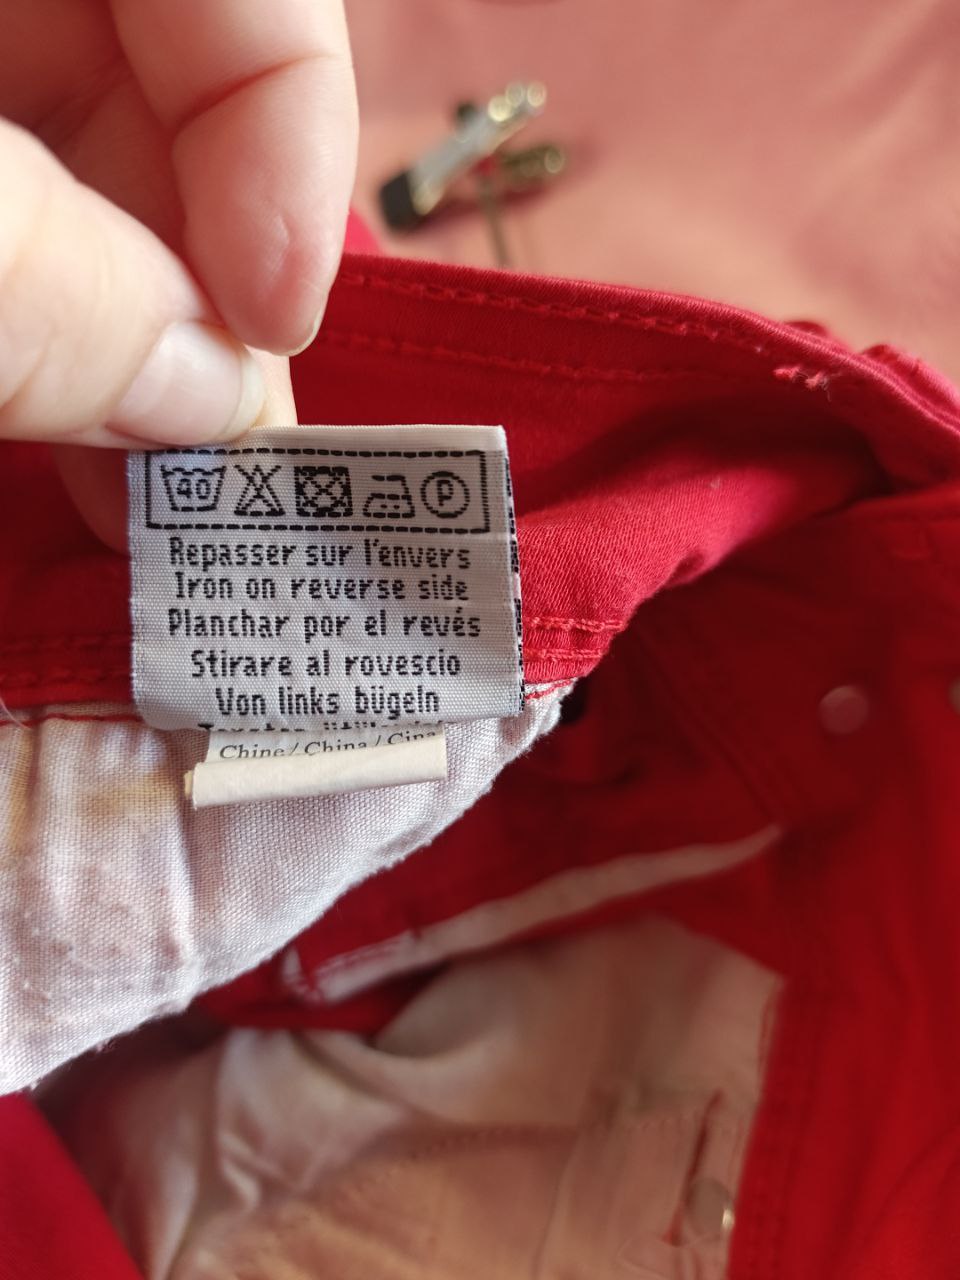 40 P
Repasser sur l'envers
Iron on reverse side
Planchar por el revés
Stirare al rovescio
Von links bügeln
Chine / China / Cina